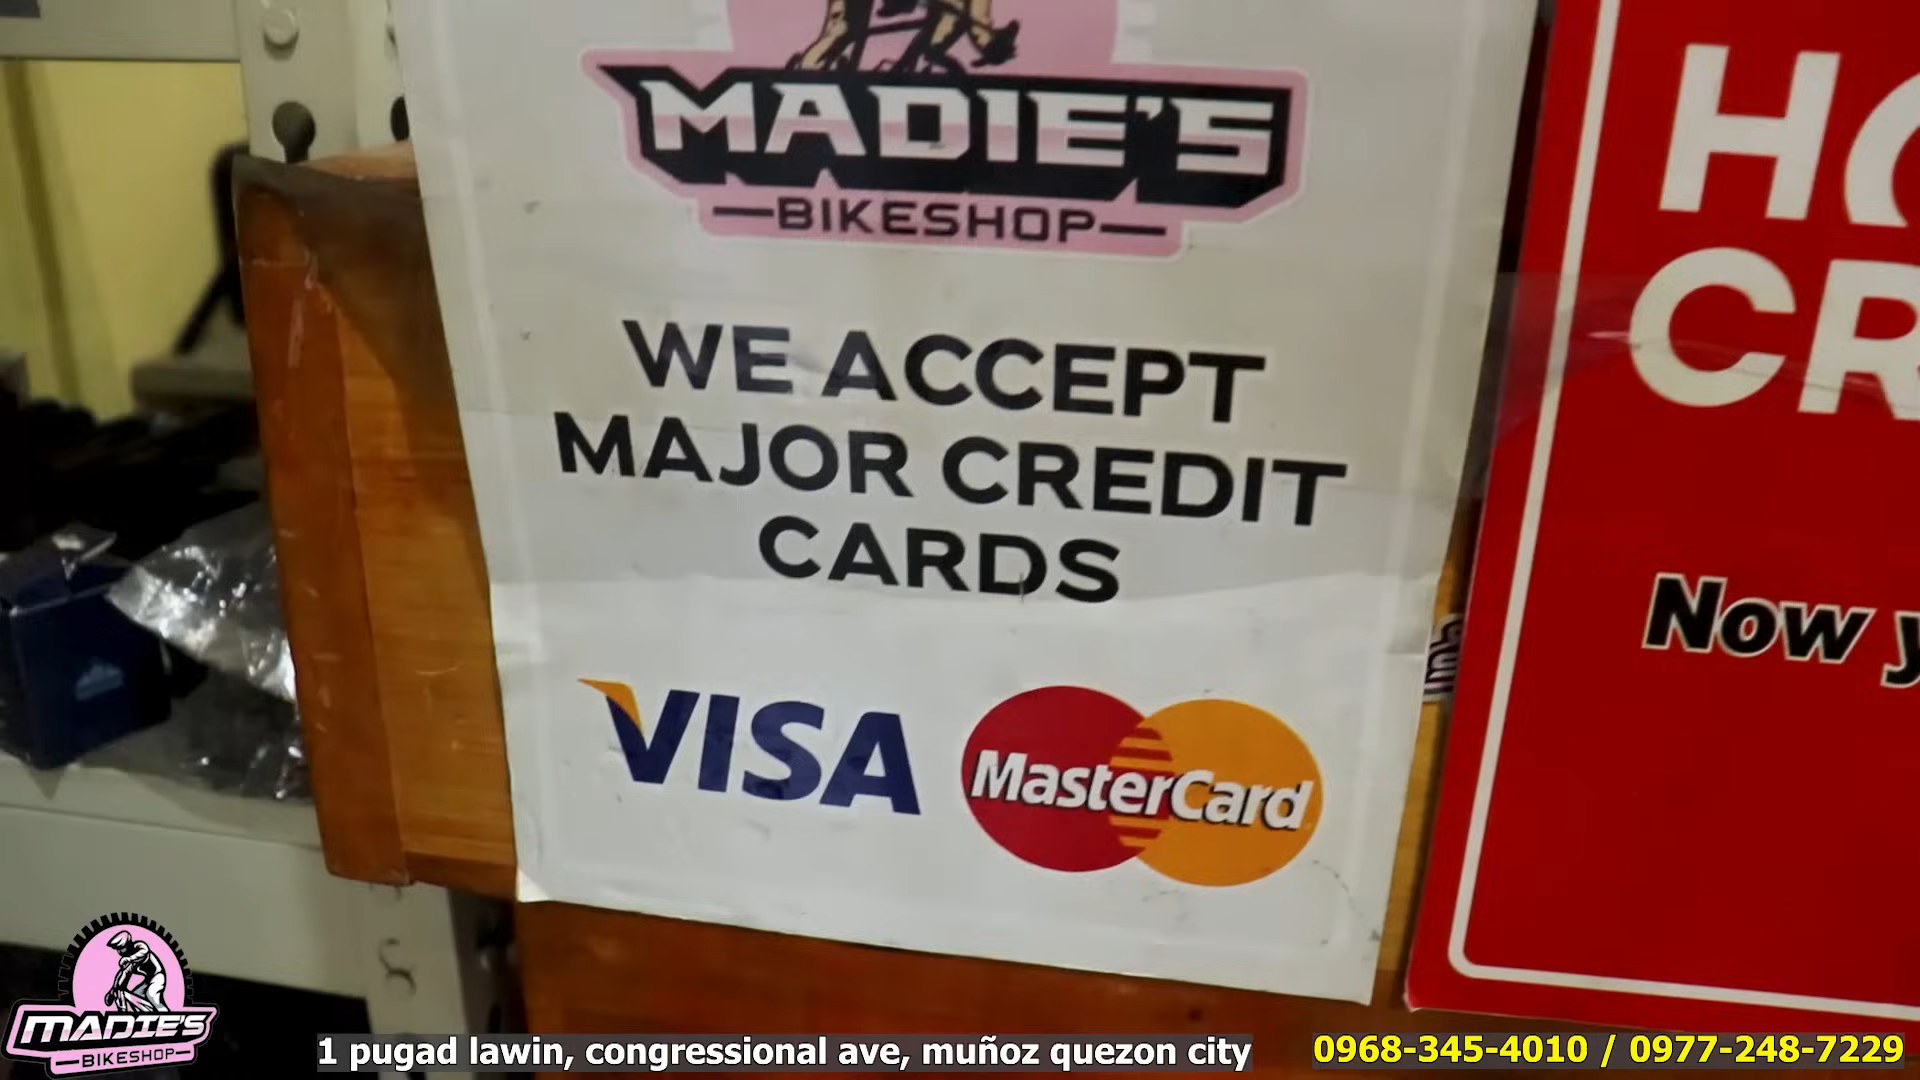 MADIE'S
BIKESHOP
WE ACCEPT
MAJOR CREDIT
CARDS
VISA
MasterCard
Now
MADIE'S
BIKESHOP
1 pugad lawin, congressional ave, muñoz quezon city
0968-345-4010 / 0977-248-7229